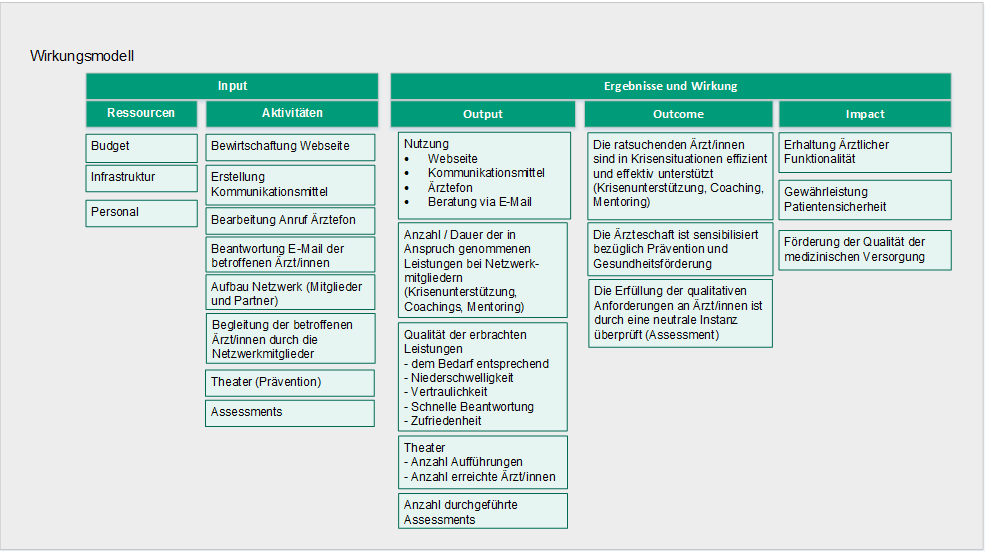 Wirkungsmodell
Input
Ergebnisse und Wirkung
Ressourcen
Aktivitäten
Output
Outcome
Impact
Budget
Infrastruktur
Personal
Bewirtschaftung Webseite
Erstellung
Kommunikationsmittel
Bearbeitung Anruf Ärztefon
Beantwortung E-Mail der
betroffenen Ärzt/innen
Aufbau Netzwerk (Mitglieder
und Partner)
Begleitung der betroffenen
Ärzt/innen durch die
Netzwerkmitglieder
Theater (Prävention)
Assessments
Nutzung
• Webseite
• Kommunikationsmittel
• Ärztefon
• Beratung via E-Mail
Anzahl / Dauer der in
Anspruch genommenen
Leistungen bei Netzwerk-
mitgliedern
(Krisenunterstützung,
Coachings, Mentoring)
Qualität der erbrachten
Leistungen
- dem Bedarf entsprechend
- Niederschwelligkeit
- Vertraulichkeit
- Schnelle Beantwortung
- Zufriedenheit
Theater
- Anzahl Aufführungen
- Anzahl erreichte Ärzt/innen
Anzahl durchgeführte
Assessments
Die ratsuchenden Ärzt/innen
sind in Krisensituationen effizient
und effektiv unterstützt
(Krisenunterstützung, Coaching,
Mentoring)
Die Ärzteschaft ist sensibilisiert
bezüglich Prävention und
Gesundheitsförderung
Die Erfüllung der qualitativen
Anforderungen an Ärzt/innen ist
durch eine neutrale Instanz
überprüft (Assessment)
Erhaltung Ärztlicher
Funktionalität
Gewährleistung
Patientensicherheit
Förderung der Qualität der
medizinischen Versorgung